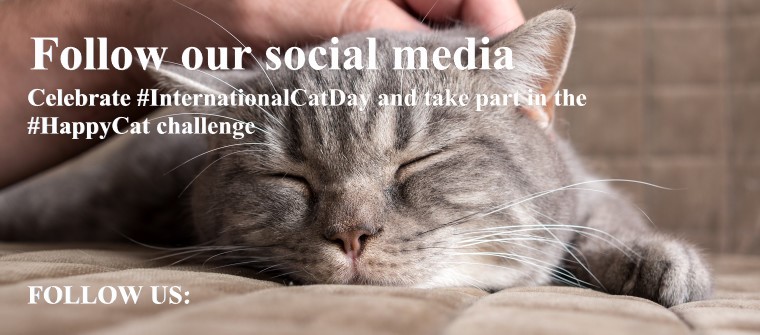 Follow our social media
Celebrate #InternationalCatDay and take part in the
#HappyCat challenge
FOLLOW US: